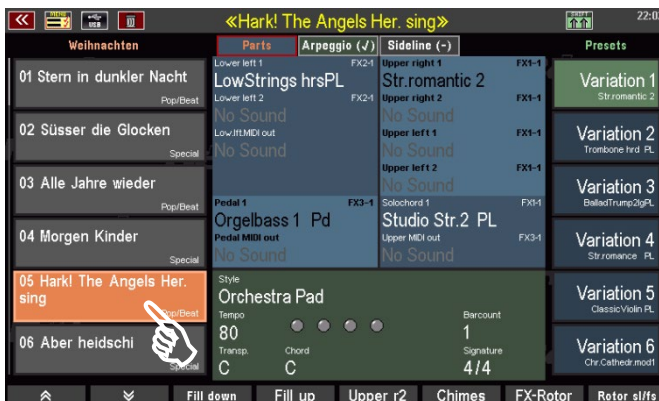 «Hark! The Angels Her. sing»
22:0
USB
SHIFT
Weihnachten
01 Stern in dunkler Nacht
Pop/Beat
02 Süsser die Glocken
Special
03 Alle Jahre wieder
Pop/Beat
04 Morgen Kinder
Special
05 Hark! The Angels Her.
sing
Pop/Beat
06 Aber heidschi
Special
Parts
Arpeggio (√)
Sideline (-)
Lower left 1 FX2-1
LowStrings hrsPL
Lower left 2 FX2-1
No Sound
Low.lft.MIDI out
No Sound
Pedal 1 FX3-1
Orgelbass 1 Pd
Pedal MIDI out
No Sound
Upper right 1 FX1-1
Str.romantic 2
Upper right 2 FX1-1
No Sound
Upper left 1 FX1-1
No Sound
Upper left 2 FX1-1
No Sound
Solochord 1 FX1-1
Studio Str.2 PL
Upper MIDI out FX3-1
No Sound
Style
Orchestra Pad
Tempo
80
Barcount
1
Transp.
C
Chord
C
Signature
4/4
Presets
Variation 1
Str.romantic 2
Variation 2
Trombone hrd PL
Variation 3
BalladTrump2lgPL
Variation 4
Str.romance PL
Variation 5
ClassicViolin PL
Variation 6
Chr.Cathedr.mod1
Fill down
Fill up
Upper r2
Chimes
FX-Rotor
Rotor sl/fs